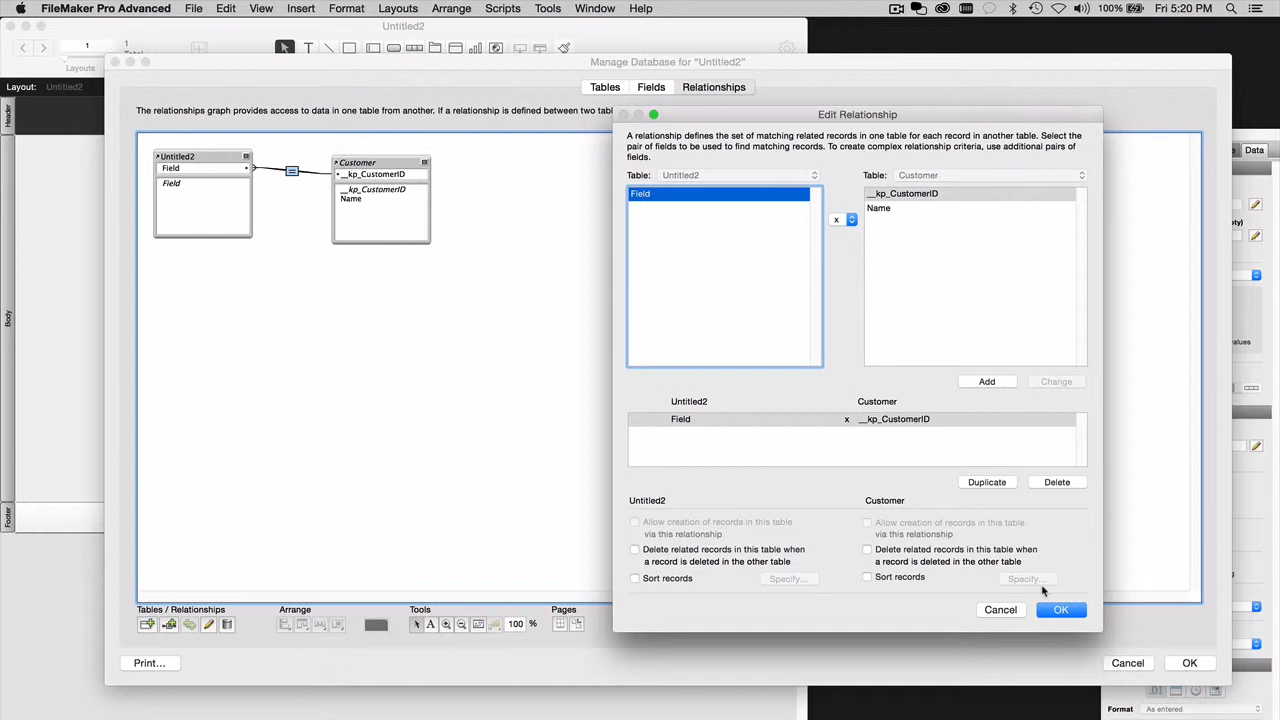 FileMaker Pro Advanced File Edit View Insert Format Layouts Arrange Scripts Tools Window Help 100% Fri 5:20 PM
Untitled2
1 1
Total
Layouts
Layout: Untitled2
Header
Body
Footer
Manage Database for “Untitled2”
Tables Fields Relationships
The relationships graph provides access to data in one table from another. If a relationship is defined between two tabl
Untitled2
Field
Field
Customer
__kp_CustomerID
__kp_CustomerID
Name
Edit Relationship
A relationship defines the set of matching related records in one table for each record in another table. Select the
pair of fields to be used to find matching records. To create complex relationship criteria, use additional pairs of
fields.
Table: Untitled2 Table: Customer
Field x __kp_CustomerID
Name
Add Change
Untitled2 Customer
Field x __kp_CustomerID
Duplicate Delete
Untitled2 Customer
Allow creation of records in this table
via this relationship
Delete related records in this table when
a record is deleted in the other table
Sort records Specify...
Allow creation of records in this table
via this relationship
Delete related records in this table when
a record is deleted in the other table
Sort records Specify...
Cancel OK
Tables / Relationships Arrange Tools Pages
A 100 %
Print... Cancel OK
Data
pty)
values
.01
Format As entered